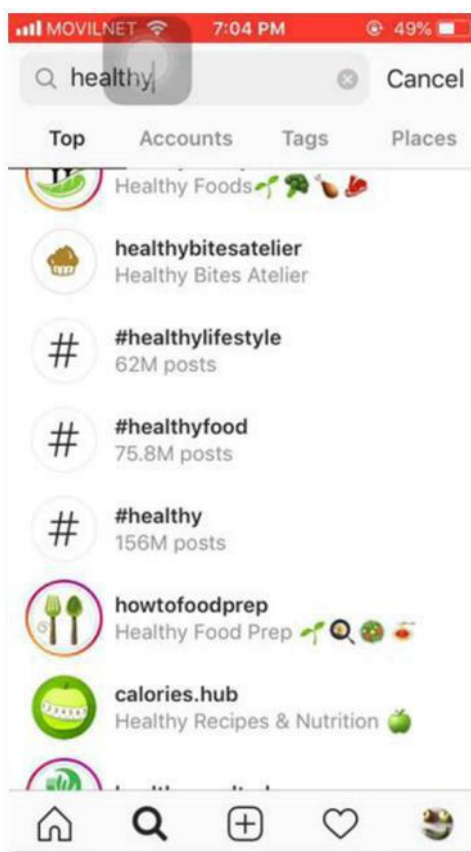 MOVILNET 7:04 PM 49%
healthy Cancel
Top Accounts Tags Places
Healthy Foods
healthybitesatelier
Healthy Bites Atelier
#healthylifestyle
62M posts
#healthyfood
75.8M posts
#healthy
156M posts
howtofoodprep
Healthy Food Prep
calories.hub
Healthy Recipes & Nutrition